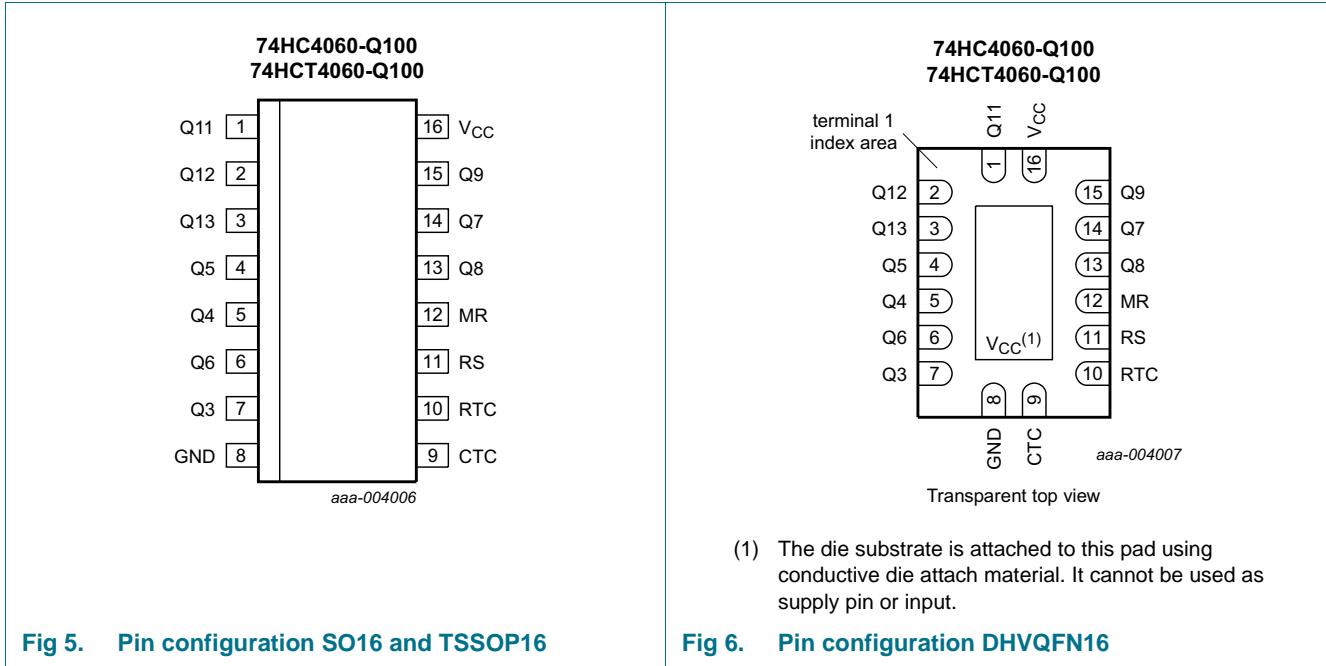 74HC4060-Q100
74HCT4060-Q100
Q11 1 16 VCC
Q12 2 15 Q9
Q13 3 14 Q7
Q5 4 13 Q8
Q4 5 12 MR
Q6 6 11 RS
Q3 7 10 RTC
GND 8 9 CTC
aaa-004006
Fig 5. Pin configuration SO16 and TSSOP16
74HC4060-Q100
74HCT4060-Q100
terminal 1
index area
Q11 VCC
1 16
Q12 2 15 Q9
Q13 3 14 Q7
Q5 4 13 Q8
Q4 5 12 MR
Q6 6 VCC(1) 11 RS
Q3 7 10 RTC
8 9
GND CTC
aaa-004007
Transparent top view
(1) The die substrate is attached to this pad using
conductive die attach material. It cannot be used as
supply pin or input.
Fig 6. Pin configuration DHVQFN16